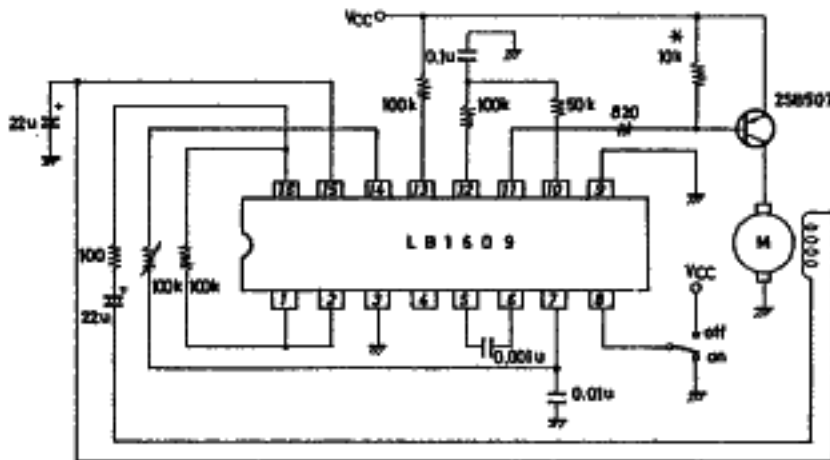 Vcc
0.1u
*
10k
22u
+
100k
100k
50k
820
2SB507
16 15 14 13 12 11 10 9
LB1609
M
100
100k
100k
22u
+
Vcc
1 2 3 4 5 6 7 8
off
on
0.001u
0.01u